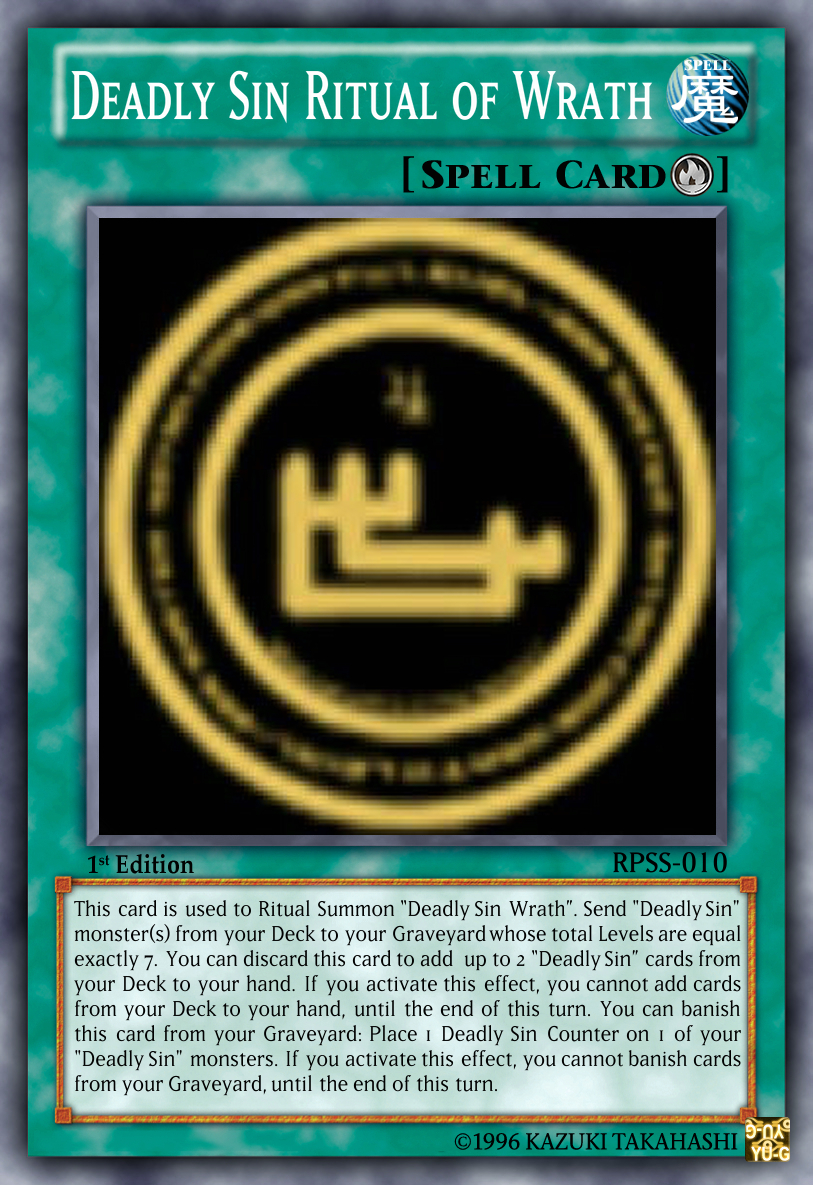 Deadly Sin Ritual of Wrath
SPELL
魔
[Spell Card]
1st Edition
RPSS-010
This card is used to Ritual Summon "Deadly Sin Wrath". Send "Deadly Sin"
monster(s) from your Deck to your Graveyard whose total Levels are equal
exactly 7. You can discard this card to add up to 2 "Deadly Sin" cards from
your Deck to your hand. If you activate this effect, you cannot add cards
from your Deck to your hand, until the end of this turn. You can banish
this card from your Graveyard: Place 1 Deadly Sin Counter on 1 of your
"Deadly Sin" monsters. If you activate this effect, you cannot banish cards
from your Graveyard, until the end of this turn.
©1996 KAZUKI TAKAHASHI